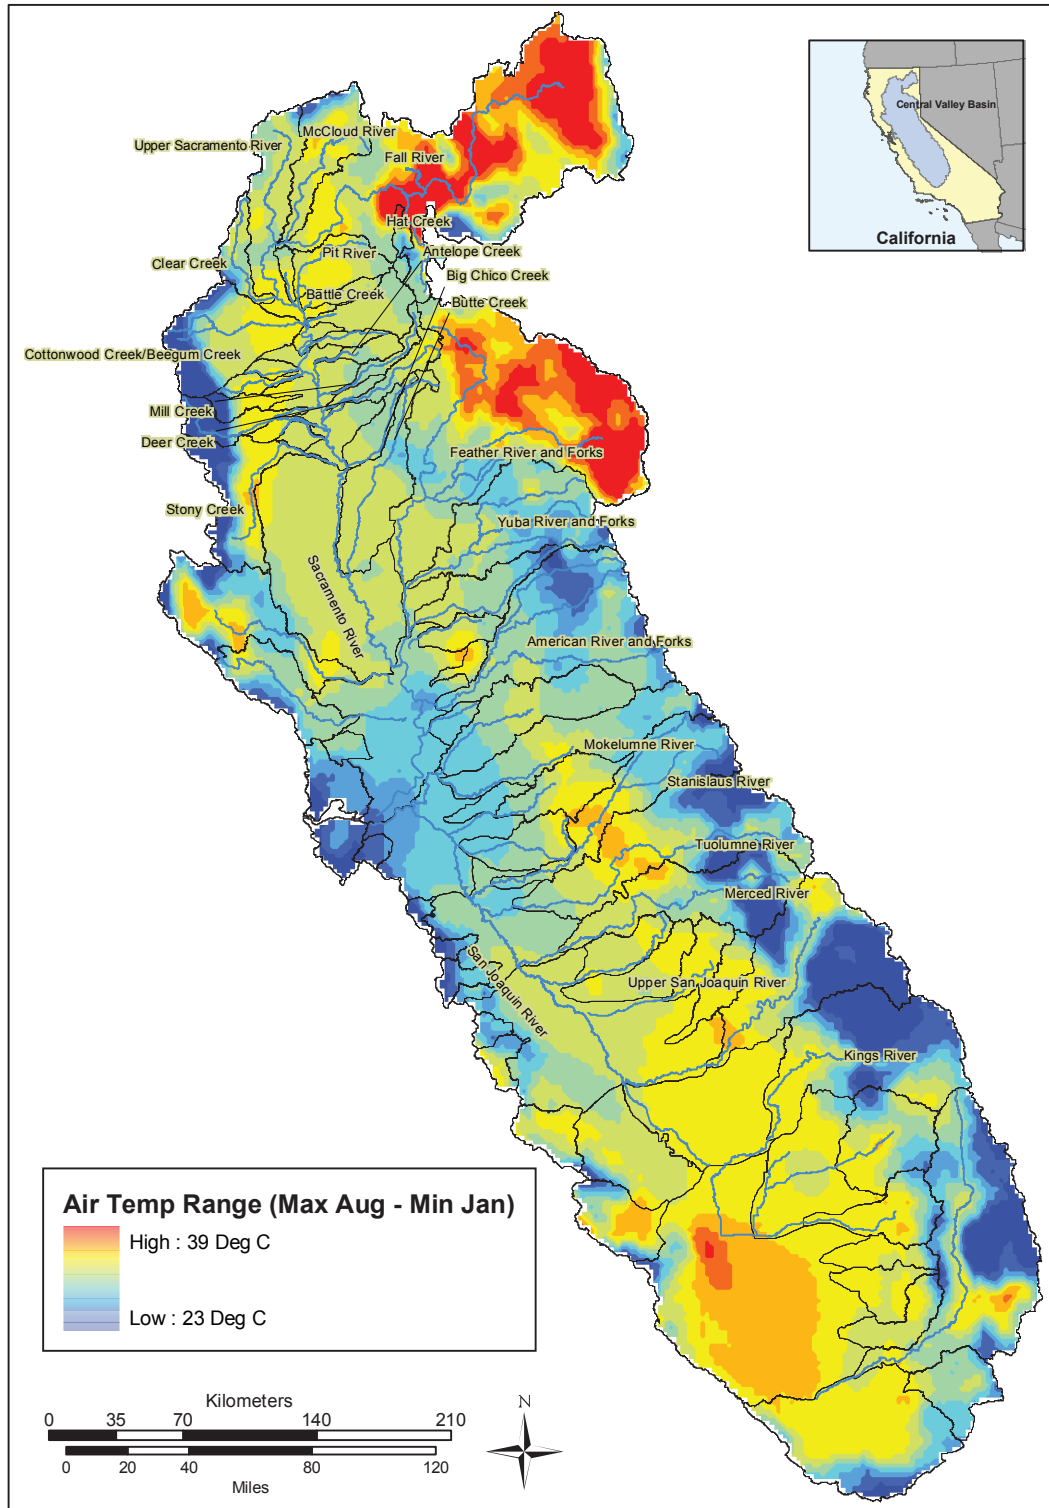 Central Valley Basin
California
McCloud River
Upper Sacramento River
Fall River
Hat Creek
Pit River
Antelope Creek
Clear Creek
Big Chico Creek
Battle Creek
Butte Creek
Cottonwood Creek/Beegum Creek
Mill Creek
Deer Creek
Feather River and Forks
Stony Creek
Yuba River and Forks
Sacramento River
American River and Forks
Mokelumne River
Stanislaus River
Tuolumne River
Merced River
San Joaquin River
Upper San Joaquin River
Kings River
Air Temp Range (Max Aug - Min Jan)
High : 39 Deg C
Low : 23 Deg C
Kilometers
0 35 70 140 210
0 20 40 80 120
Miles
N